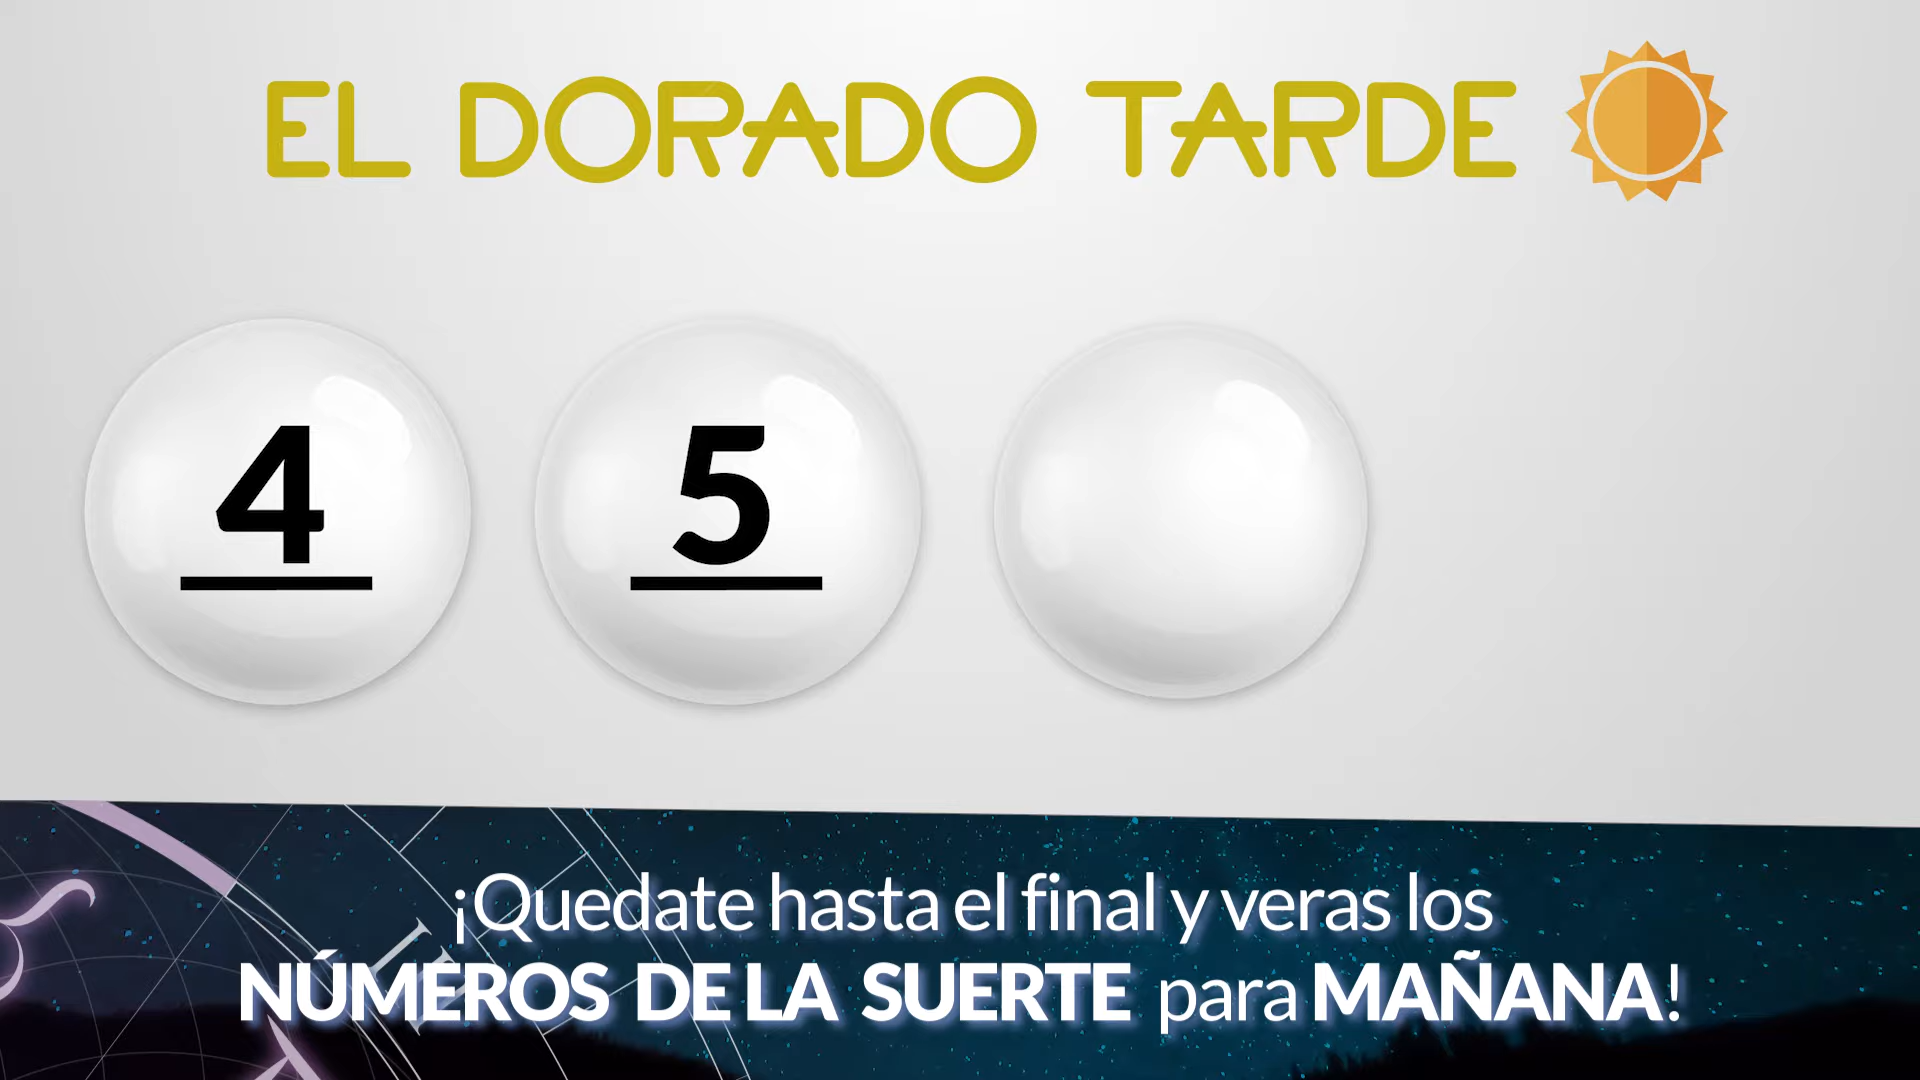 EL DORADO TARDE
4 5
¡Quedate hasta el final y veras los
NÚMEROS DE LA SUERTE para MAÑANA!